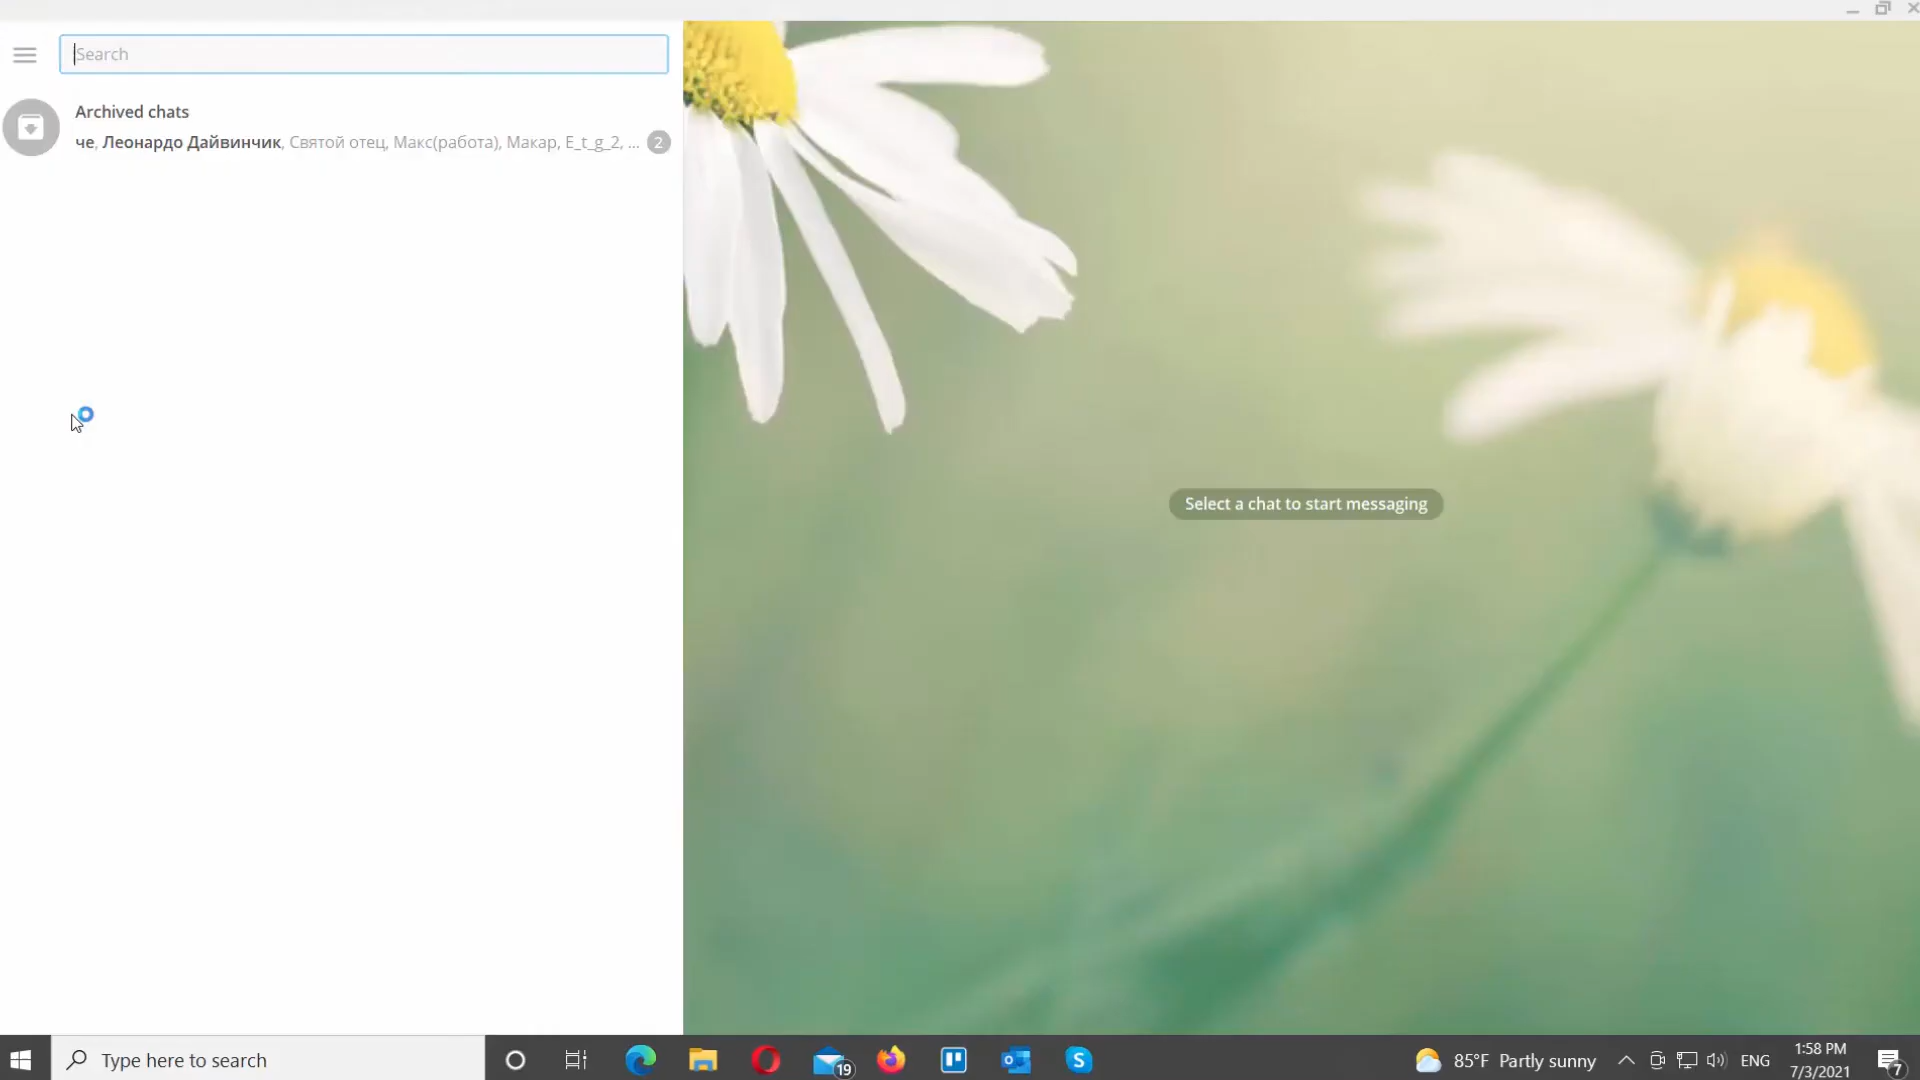 Search
Archived chats
че, Леонардо Дайвинчик, Святой отец, Макс(работа), Макар, E_t_g_2, ... 2
Select a chat to start messaging
Type here to search
19
85°F Partly sunny
ENG
1:58 PM
7/3/2021
7